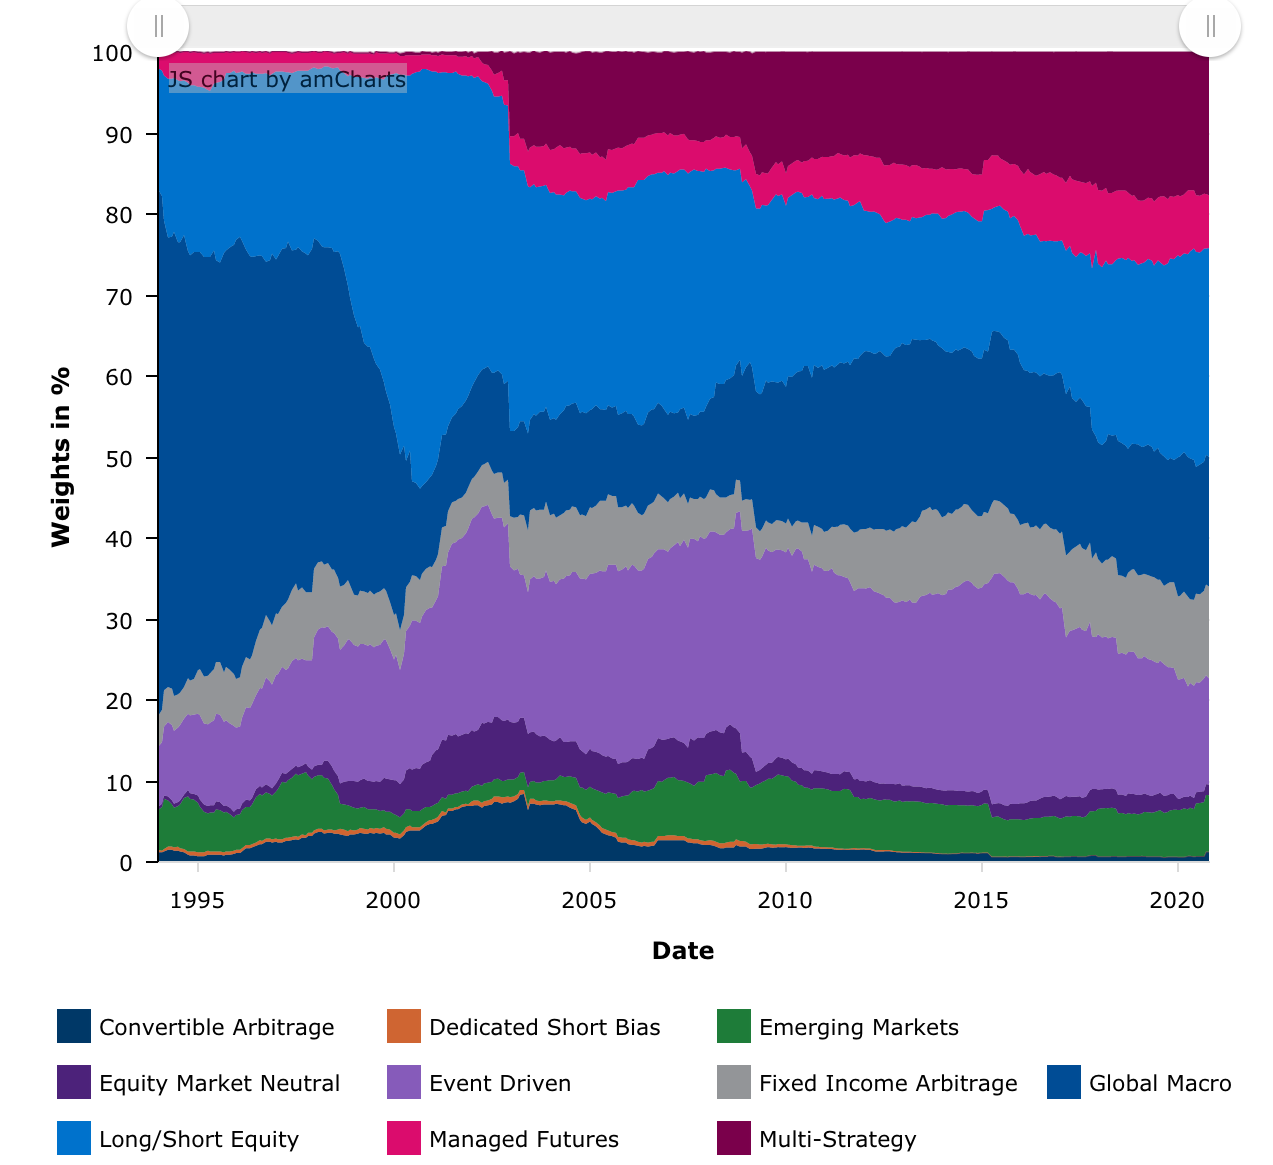 100
JS chart by amCharts
90
80
70
60
50
40
30
20
10
0
Weights in %
1995 2000 2005 2010 2015 2020
Date
Convertible Arbitrage Dedicated Short Bias Emerging Markets
Equity Market Neutral Event Driven Fixed Income Arbitrage Global Macro
Long/Short Equity Managed Futures Multi-Strategy